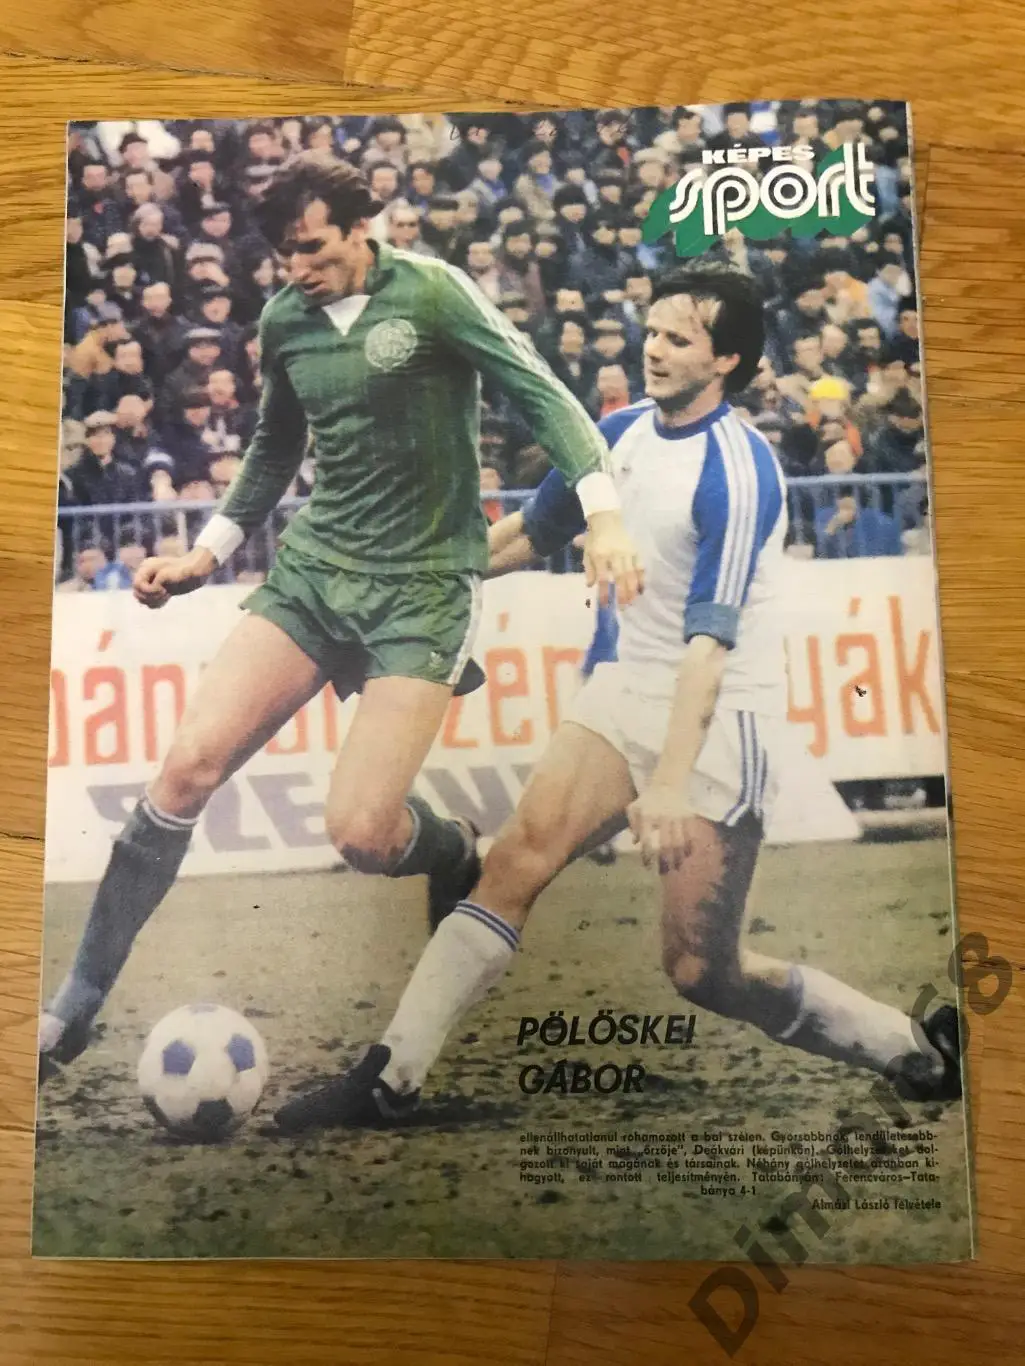 KÉPES
sport
bán
szén
yák
PÖLÖSKEI
GÁBOR
ellenállhatatlanul rohamozott a bal szélen. Gyorsabbnak, lendületesebb-
nek bizonyult, mint „őrzője", Deákvári (képünkön). Gólhelyzeteket dol-
gozott ki saját magának és társainak. Néhány gólhelyzetet azonban ki-
hagyott, ez rontott teljesítményén. Tatabányán: Ferencváros–Tata-
bánya 4-1
Almási László felvétele